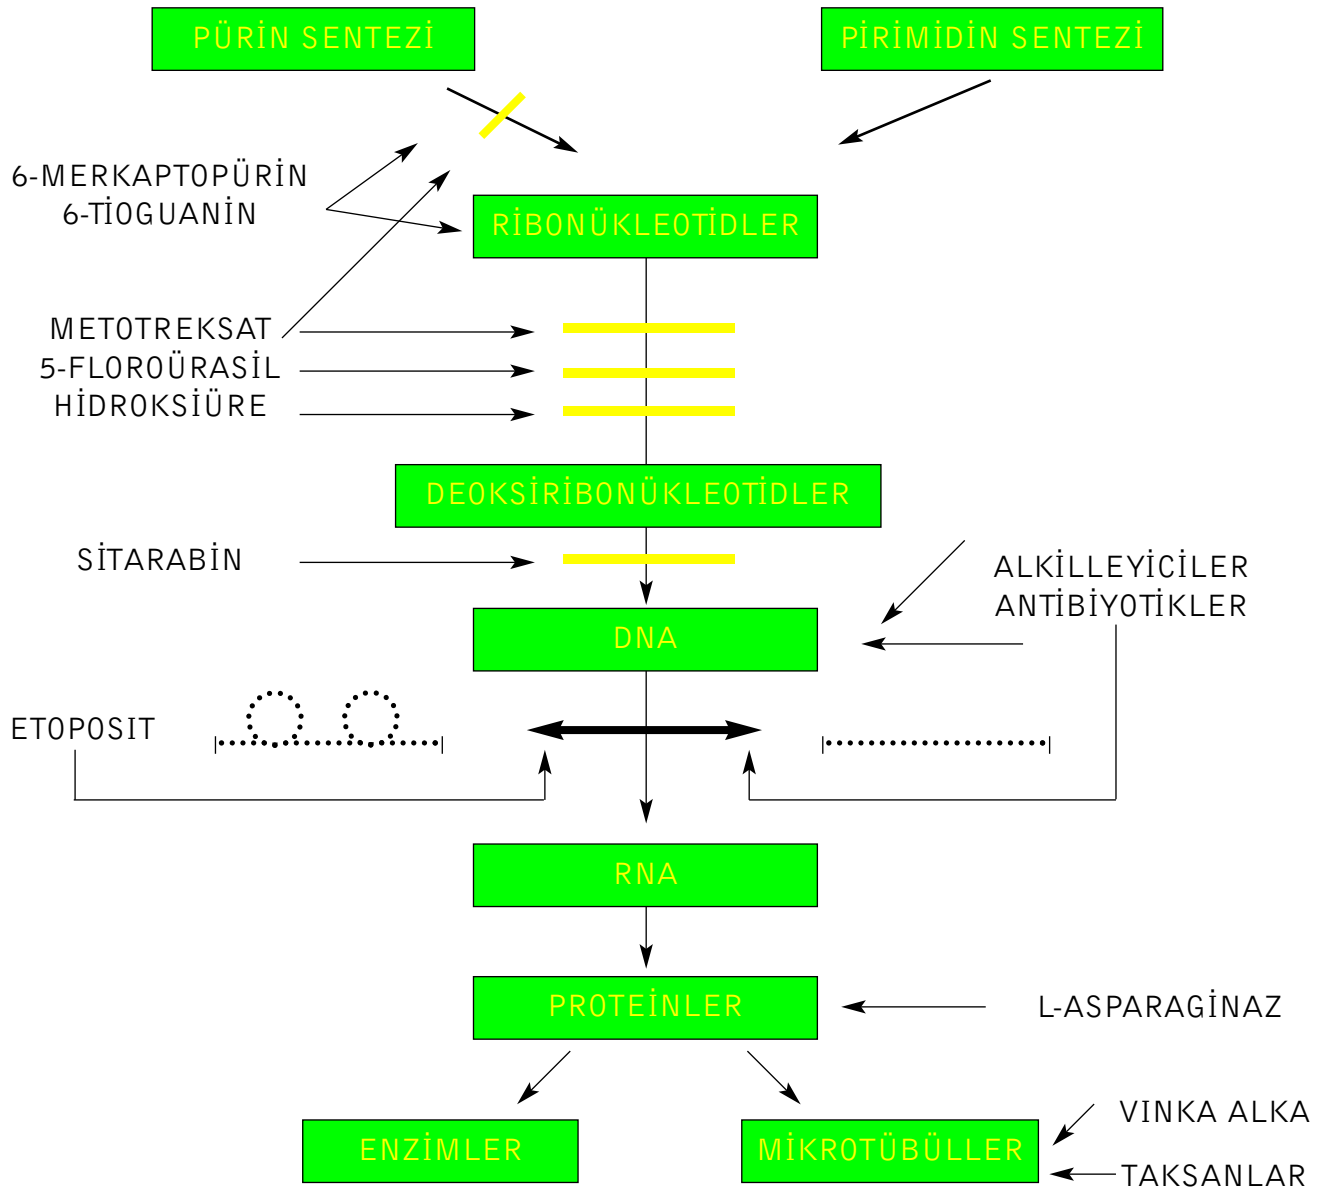 PÜRİN SENTEZİ
PİRİMİDİN SENTEZİ
6-MERKAPTOPÜRİN
6-TİOGUANİN
RİBONÜKLEOTİDLER
METOTREKSAT
5-FLOROÜRASİL
HİDROKSİÜRE
DEOKSİRİBONÜKLEOTİDLER
SİTARABİN
ALKİLLEYİCİLER
ANTİBİYOTİKLER
DNA
ETOPOSIT
RNA
PROTEİNLER
L-ASPARAGİNAZ
ENZİMLER
MİKROTÜBÜLLER
VINKA ALKA
TAKSANLAR